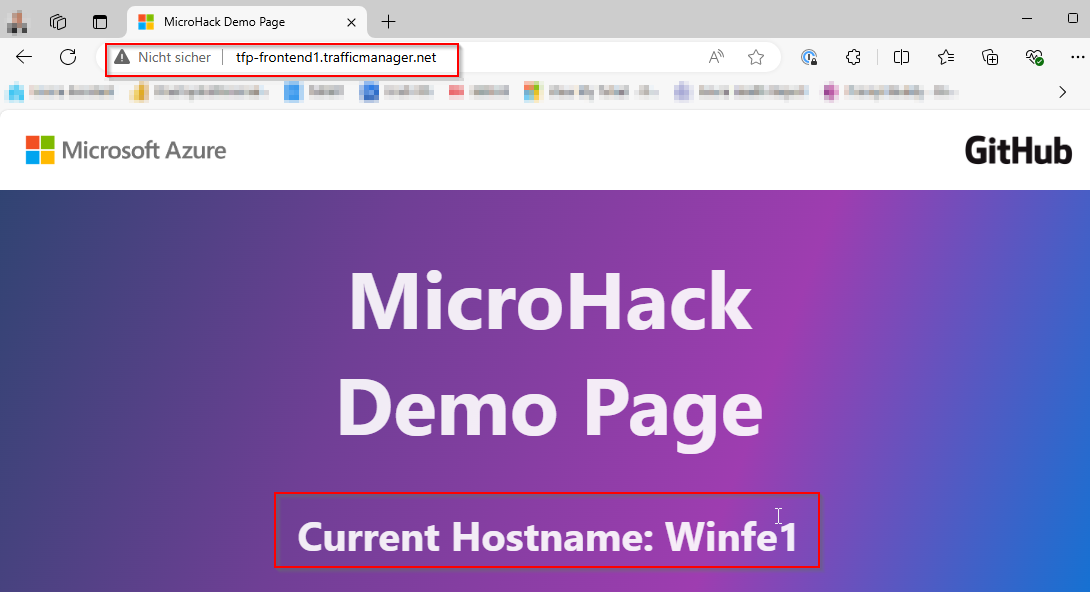 MicroHack Demo Page
Nicht sicher tfp-frontend1.trafficmanager.net
Microsoft Azure
GitHub
MicroHack
Demo Page
Current Hostname: Winfe1